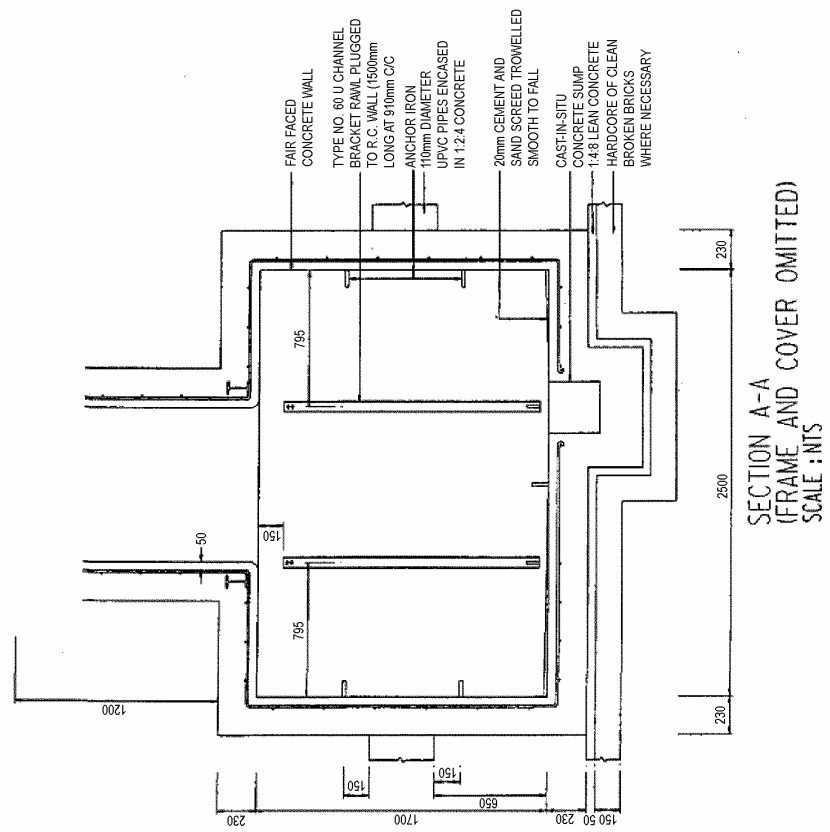 FAIR FACED
CONCRETE WALL
TYPE NO. 60 U CHANNEL
BRACKET RAWL PLUGGED
TO R.C. WALL (1500mm
LONG AT 910mm C/C
ANCHOR IRON
110mm DIAMETER
UPVC PIPES ENCASED
IN 1:2:4 CONCRETE
20mm CEMENT AND
SAND SCREED TROWELLED
SMOOTH TO FALL
CAST-IN-SITU
CONCRETE SUMP
1:4:8 LEAN CONCRETE
HARDCORE OF CLEAN
BROKEN BRICKS
WHERE NECESSARY
795
150
50
795
1200
230
2500
230
150
150
650
230
1700
230
50
150
SECTION A-A
(FRAME AND COVER OMITTED)
SCALE : NTS